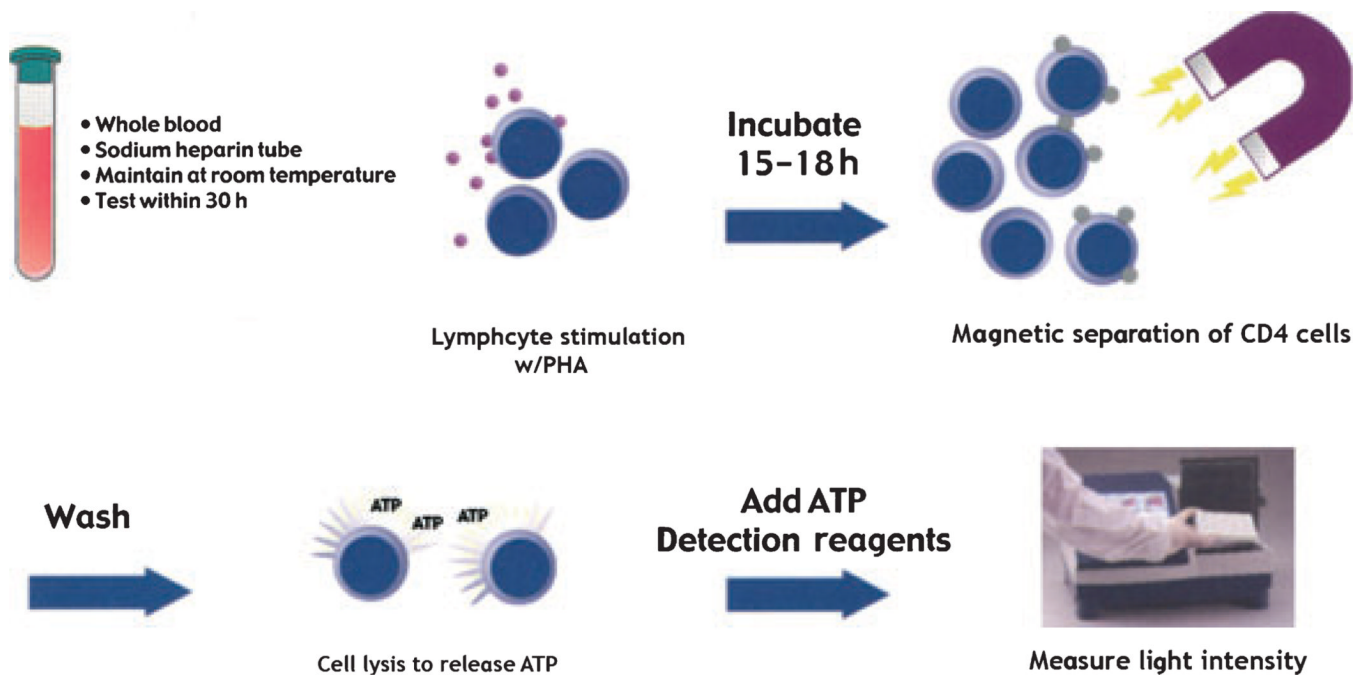 • Whole blood
• Sodium heparin tube
• Maintain at room temperature
• Test within 30 h
Lymphcyte stimulation
w/PHA
Incubate
15–18 h
Magnetic separation of CD4 cells
Wash
ATP
ATP
ATP
Cell lysis to release ATP
Add ATP
Detection reagents
Measure light intensity